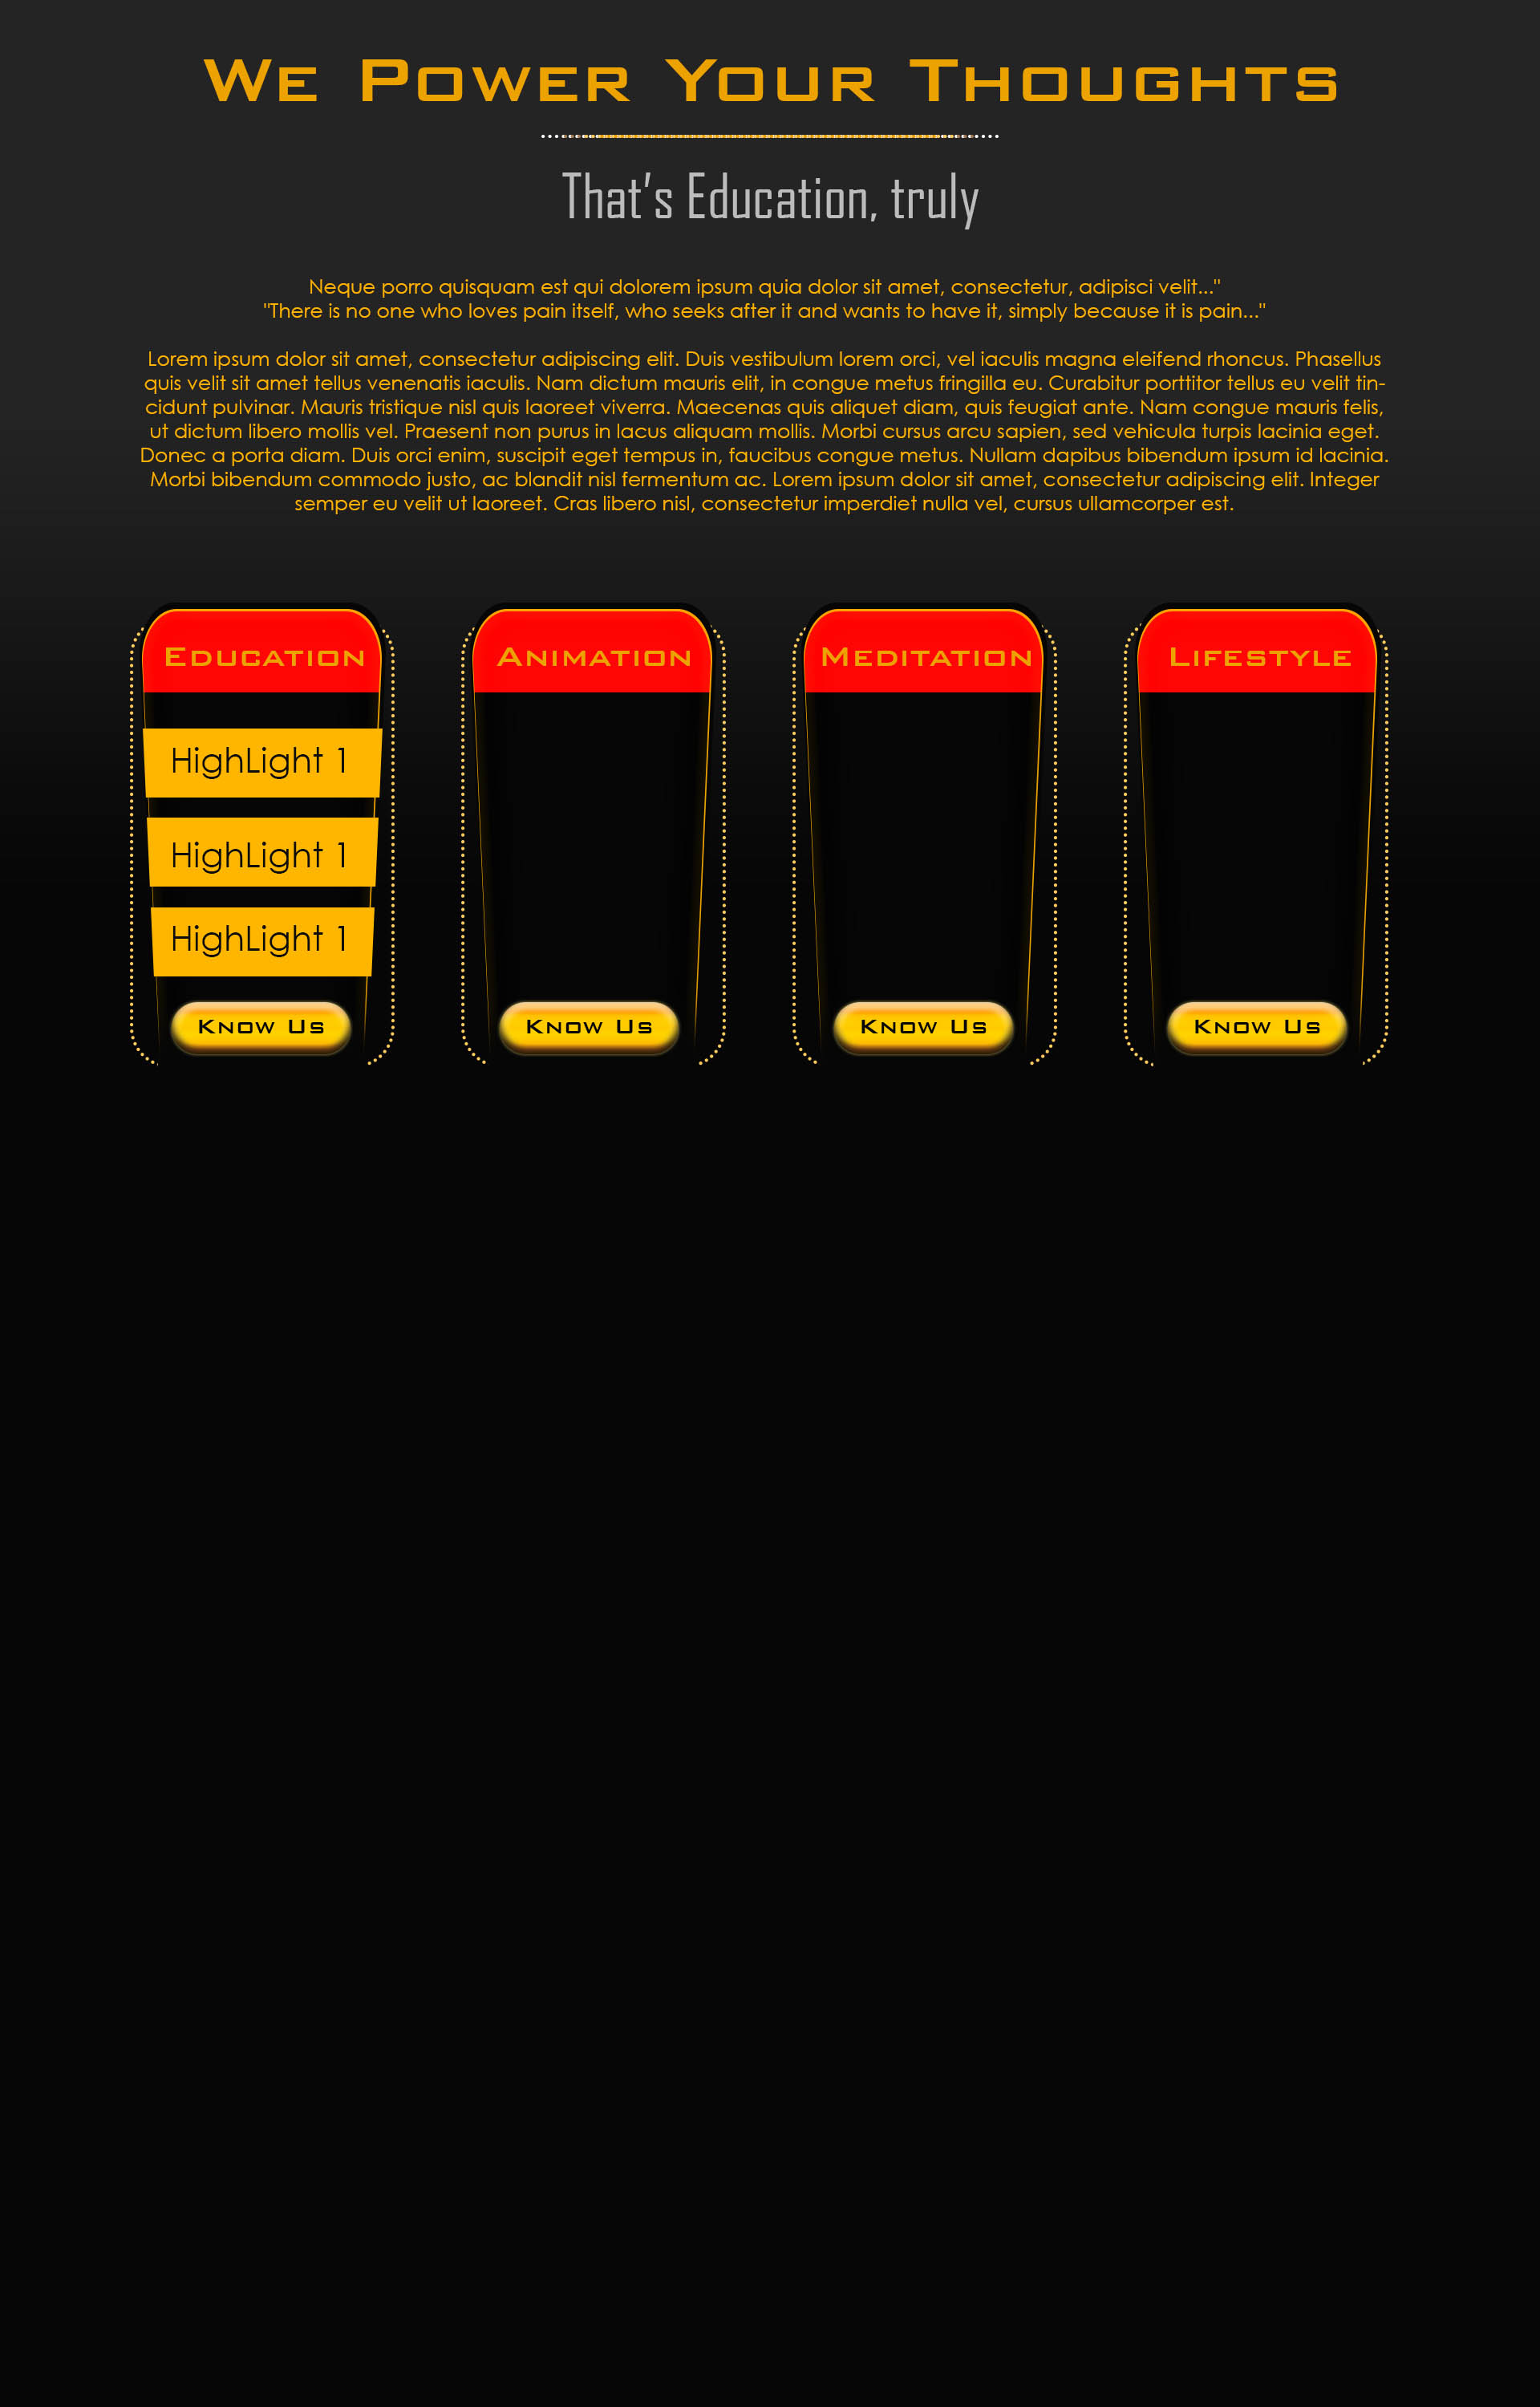 We Power Your Thoughts
That's Education, truly
Neque porro quisquam est qui dolorem ipsum quia dolor sit amet, consectetur, adipisci velit..."
"There is no one who loves pain itself, who seeks after it and wants to have it, simply because it is pain..."
Lorem ipsum dolor sit amet, consectetur adipiscing elit. Duis vestibulum lorem orci, vel iaculis magna eleifend rhoncus. Phasellus
quis velit sit amet tellus venenatis iaculis. Nam dictum mauris elit, in congue metus fringilla eu. Curabitur porttitor tellus eu velit tin-
cidunt pulvinar. Mauris tristique nisl quis laoreet viverra. Maecenas quis aliquet diam, quis feugiat ante. Nam congue mauris felis,
ut dictum libero mollis vel. Praesent non purus in lacus aliquam mollis. Morbi cursus arcu sapien, sed vehicula turpis lacinia eget.
Donec a porta diam. Duis orci enim, suscipit eget tempus in, faucibus congue metus. Nullam dapibus bibendum ipsum id lacinia.
Morbi bibendum commodo justo, ac blandit nisl fermentum ac. Lorem ipsum dolor sit amet, consectetur adipiscing elit. Integer
semper eu velit ut laoreet. Cras libero nisl, consectetur imperdiet nulla vel, cursus ullamcorper est.
Education
HighLight 1
HighLight 1
HighLight 1
Know Us
Animation
Know Us
Meditation
Know Us
Lifestyle
Know Us